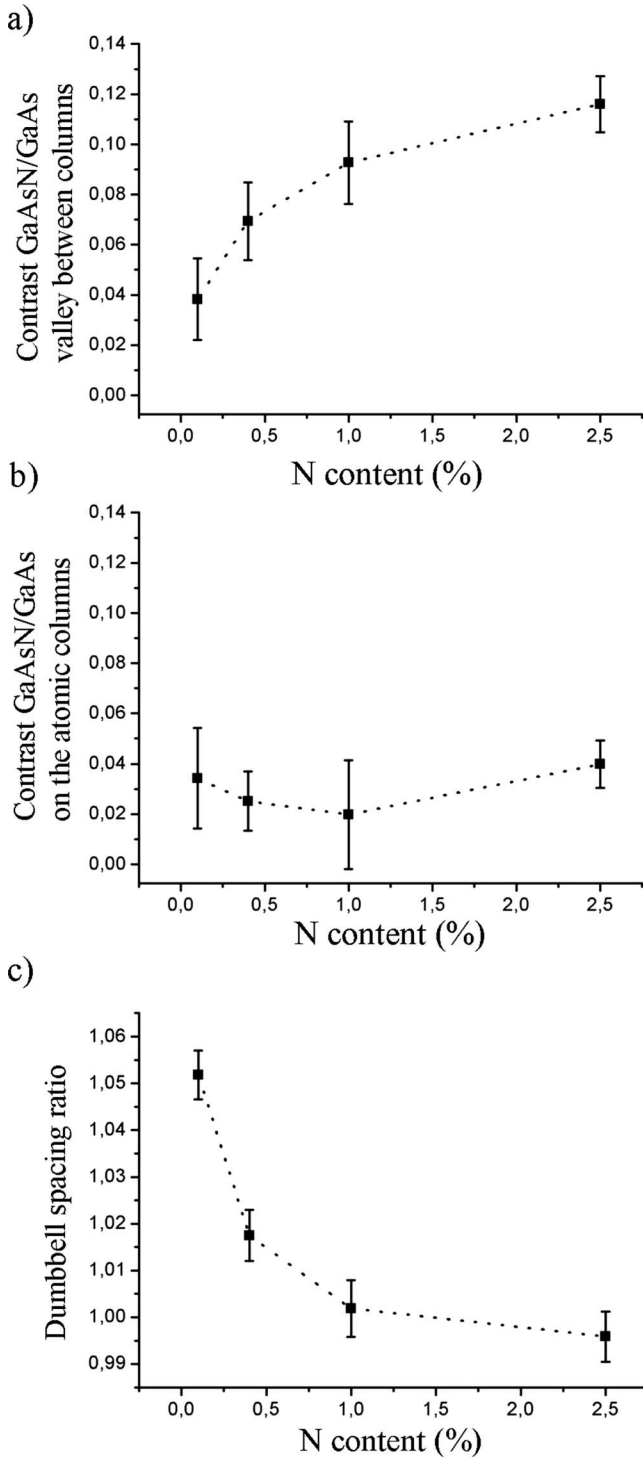 a)
Contrast GaAsN/GaAs
valley between columns
0,14
0,12
0,10
0,08
0,06
0,04
0,02
0,00
0,0 0,5 1,0 1,5 2,0 2,5
N content (%)
b)
Contrast GaAsN/GaAs
on the atomic columns
0,14
0,12
0,10
0,08
0,06
0,04
0,02
0,00
0,0 0,5 1,0 1,5 2,0 2,5
N content (%)
c)
Dumbbell spacing ratio
1,06
1,05
1,04
1,02
1,01
1,00
0,99
0,0 0,5 1,0 1,5 2,0 2,5
N content (%)